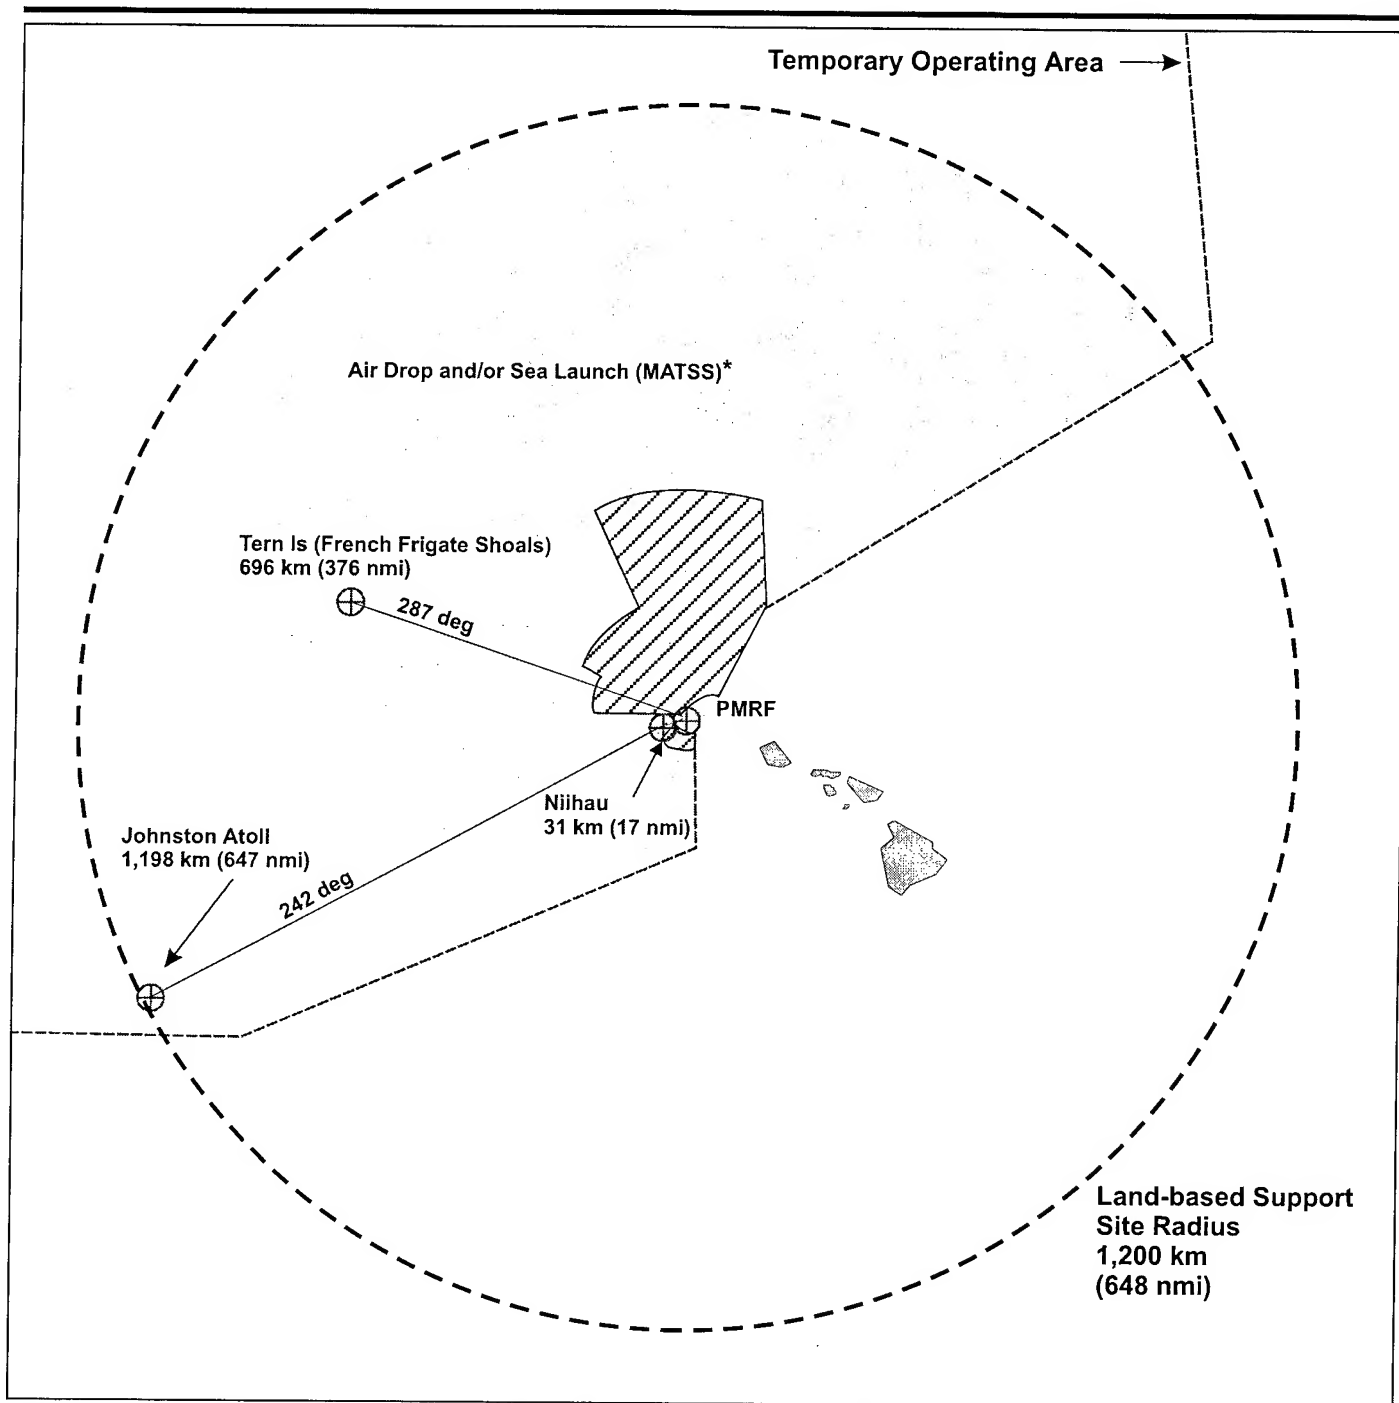 Temporary Operating Area
Air Drop and/or Sea Launch (MATSS)*
Tern Is (French Frigate Shoals)
696 km (376 nmi)
287 deg
PMRF
Niihau
31 km (17 nmi)
Johnston Atoll
1,198 km (647 nmi)
242 deg
Land-based Support
Site Radius
1,200 km
(648 nmi)